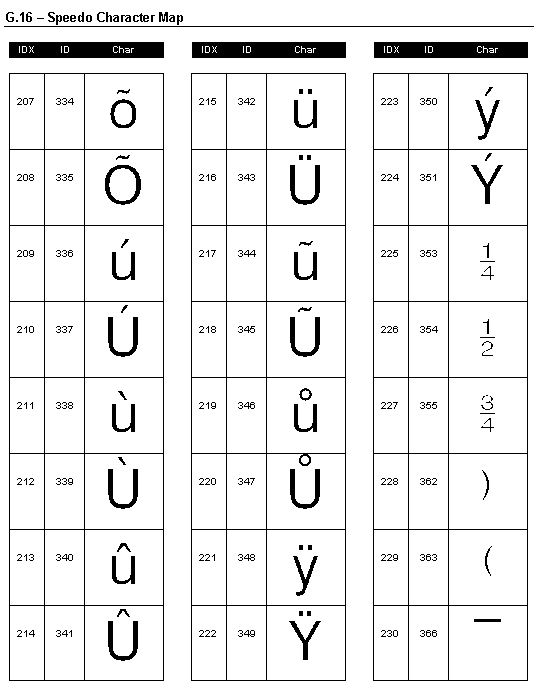 G.16 – Speedo Character Map
IDX ID Char IDX ID Char IDX ID Char
207 334 õ 215 342 ü 223 350 ý
208 335 Õ 216 343 Ü 224 351 Ý
209 336 ú 217 344 ũ 225 353 ¼
210 337 Ú 218 345 Ũ 226 354 ½
211 338 ù 219 346 ů 227 355 ¾
212 339 Ù 220 347 Ů 228 362 )
213 340 û 221 348 ÿ 229 363 (
214 341 Û 222 349 Ÿ 230 366 ¯